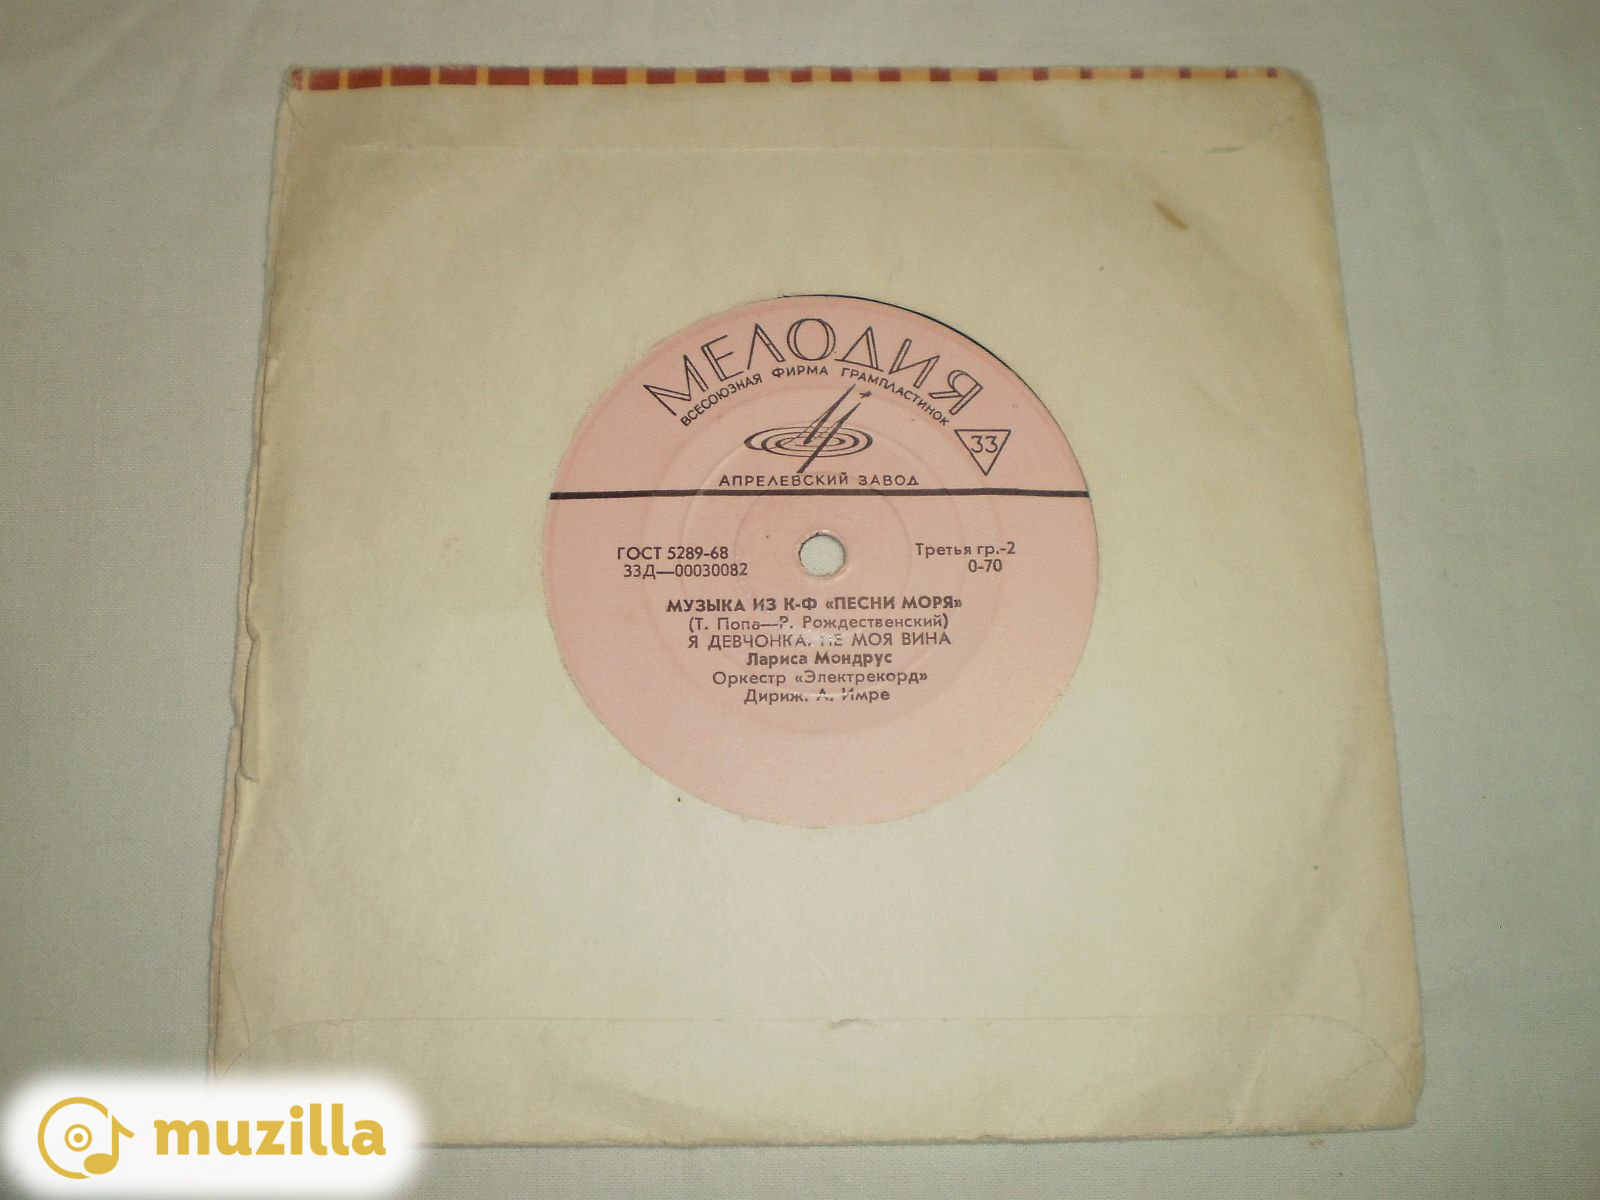 МЕЛОДИЯ
ВСЕСОЮЗНАЯ ФИРМА ГРАМПЛАСТИНОК
33
АПРЕЛЕВСКИЙ ЗАВОД
ГОСТ 5289-68
33Д—00030082
Третья гр.-2
0-70
МУЗЫКА ИЗ К-Ф «ПЕСНИ МОРЯ»
(Т. Попа—Р. Рождественский)
Я ДЕВЧОНКА. НЕ МОЯ ВИНА
Лариса Мондрус
Оркестр «Электрекорд»
Дириж. А. Имре
muzilla